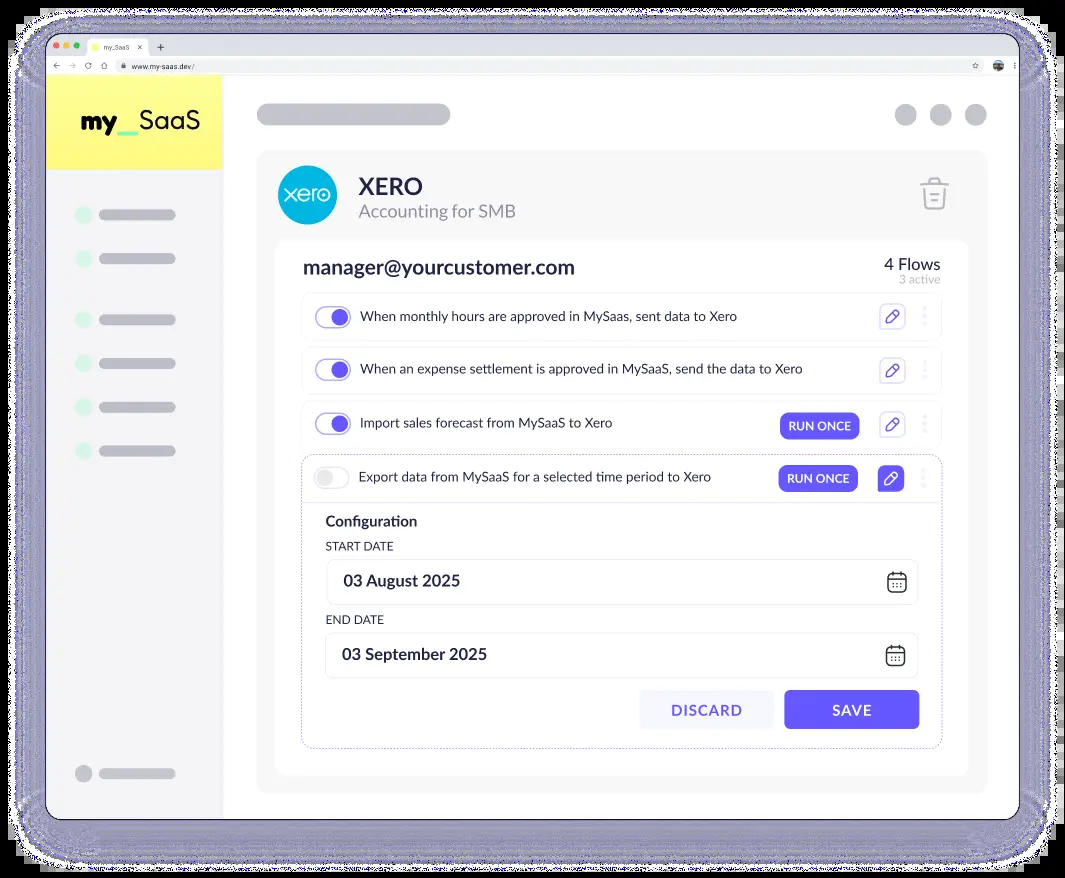 my_SaaS
www.my-saas.dev/
my_SaaS
xero
XERO
Accounting for SMB
manager@yourcustomer.com
4 Flows
3 active
When monthly hours are approved in MySaas, sent data to Xero
When an expense settlement is approved in MySaaS, send the data to Xero
Import sales forecast from MySaaS to Xero
RUN ONCE
Export data from MySaaS for a selected time period to Xero
RUN ONCE
Configuration
START DATE
03 August 2025
END DATE
03 September 2025
DISCARD
SAVE